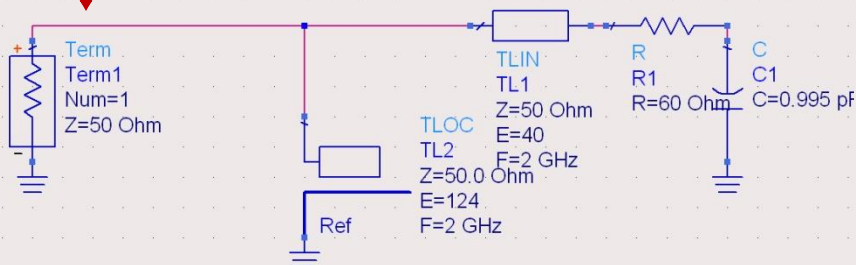 +
Term
Term1
Num=1
Z=50 Ohm
-
TLOC
TL2
Z=50.0 Ohm
E=124
F=2 GHz
Ref
TLIN
TL1
Z=50 Ohm
E=40
F=2 GHz
R
R1
R=60 Ohm
C
C1
C=0.995 pF